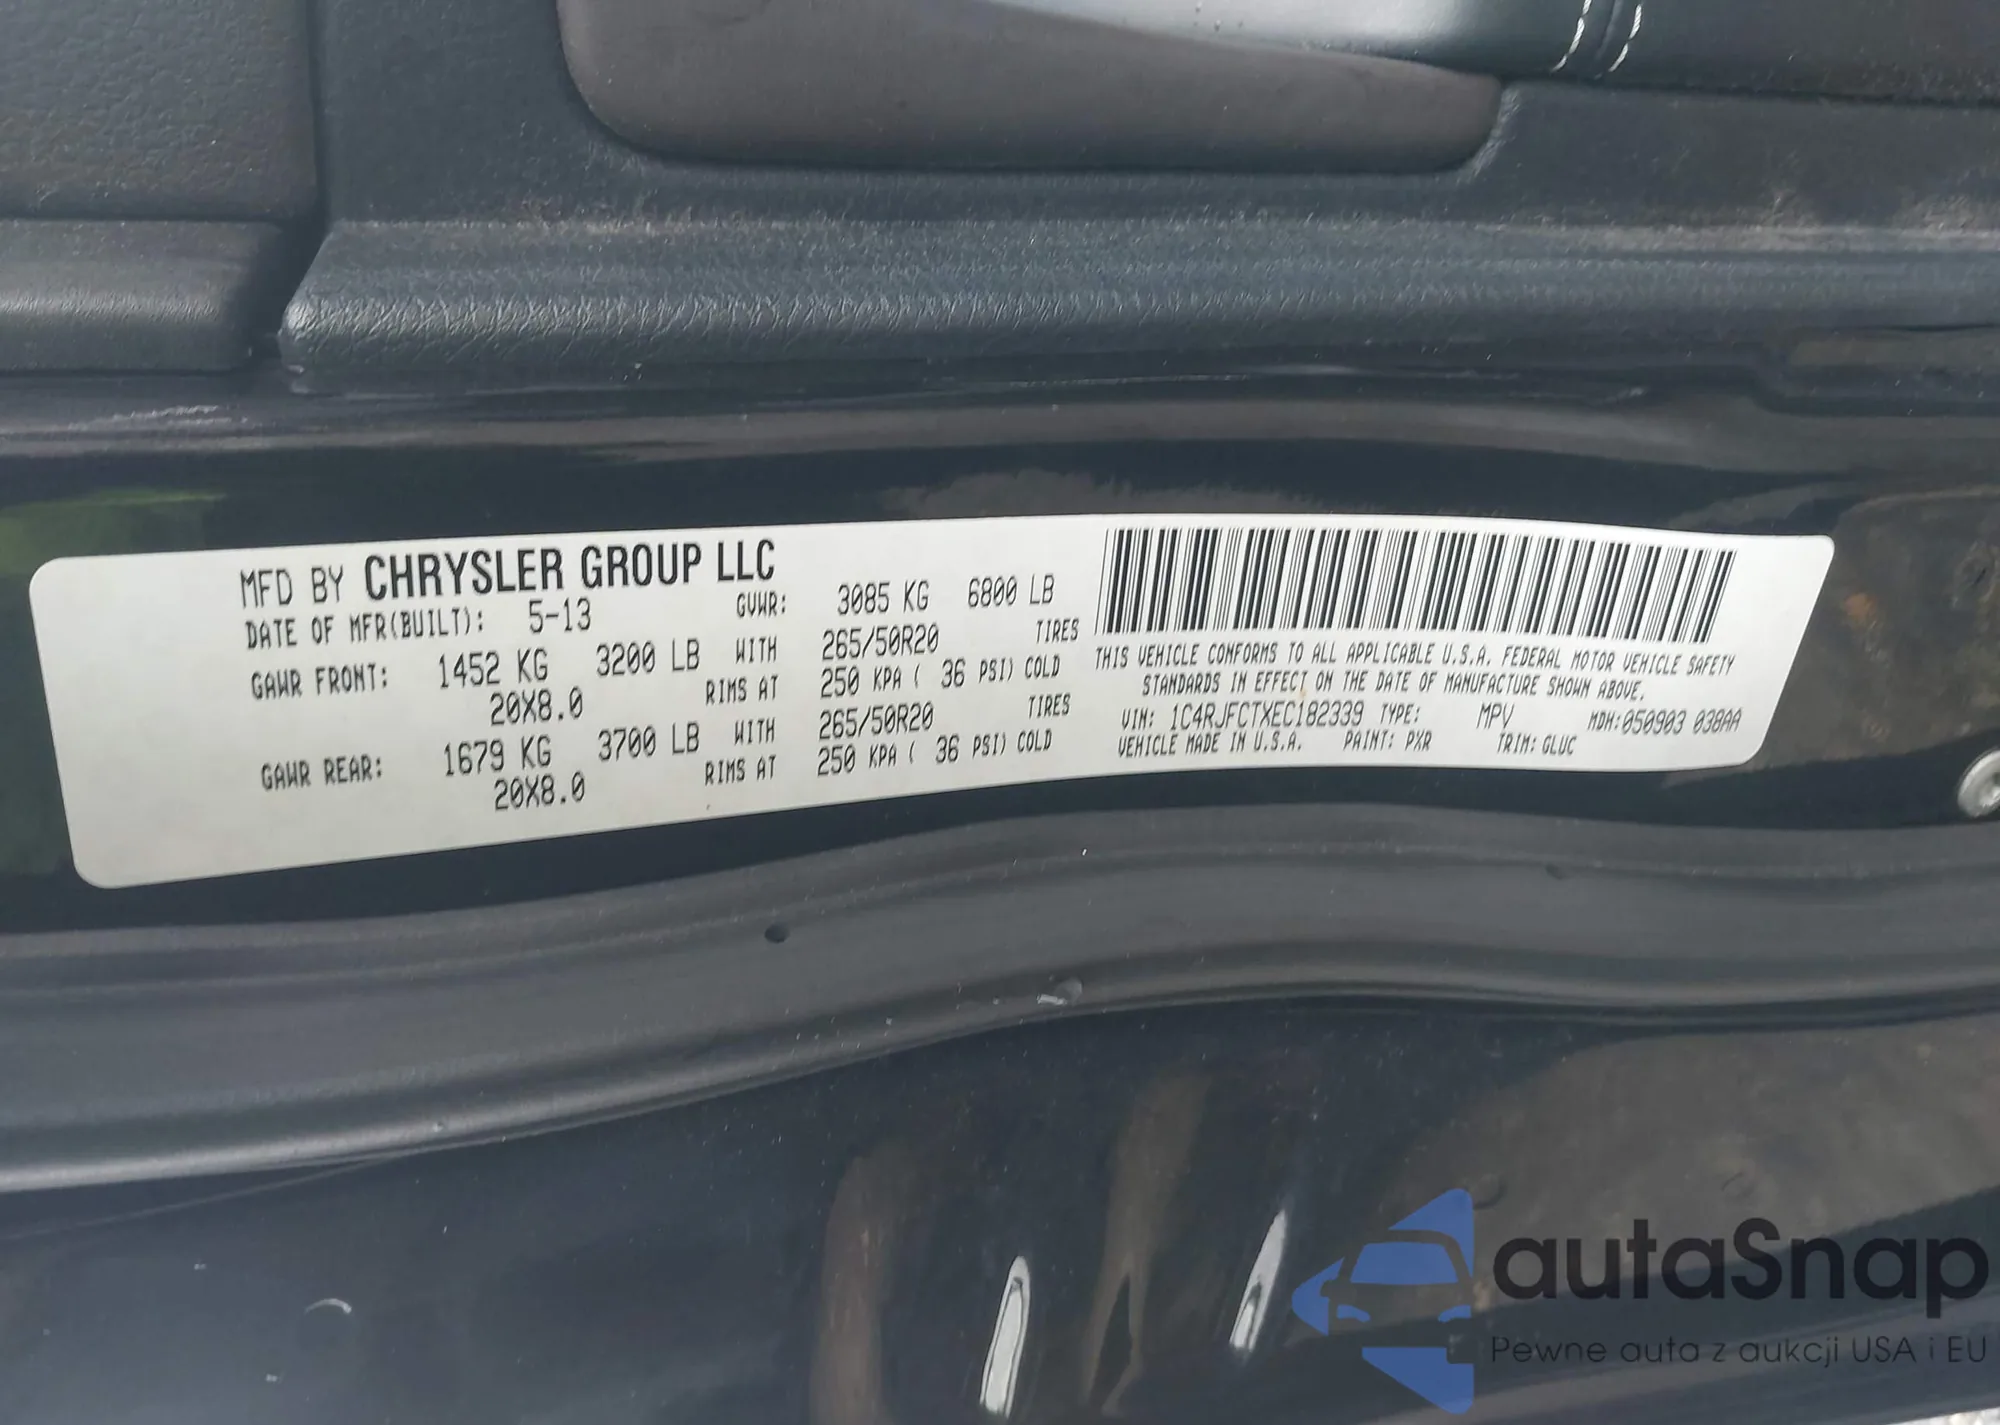 MFD BY CHRYSLER GROUP LLC
DATE OF MFR(BUILT): 5-13 GVWR: 3085 KG 6800 LB
GAWR FRONT: 1452 KG 3200 LB WITH 265/50R20 TIRES
20X8.0 RIMS AT 250 KPA ( 36 PSI) COLD
GAWR REAR: 1679 KG 3700 LB WITH 265/50R20 TIRES
20X8.0 RIMS AT 250 KPA ( 36 PSI) COLD
THIS VEHICLE CONFORMS TO ALL APPLICABLE U.S.A. FEDERAL MOTOR VEHICLE SAFETY
STANDARDS IN EFFECT ON THE DATE OF MANUFACTURE SHOWN ABOVE.
VIN: 1C4RJFCTXEC182339 TYPE: MPV MDH:050903 038AA
VEHICLE MADE IN U.S.A. PAINT: PXR TRIM: GLUC
autaSnap
Pewne auta z aukcji USA i EU